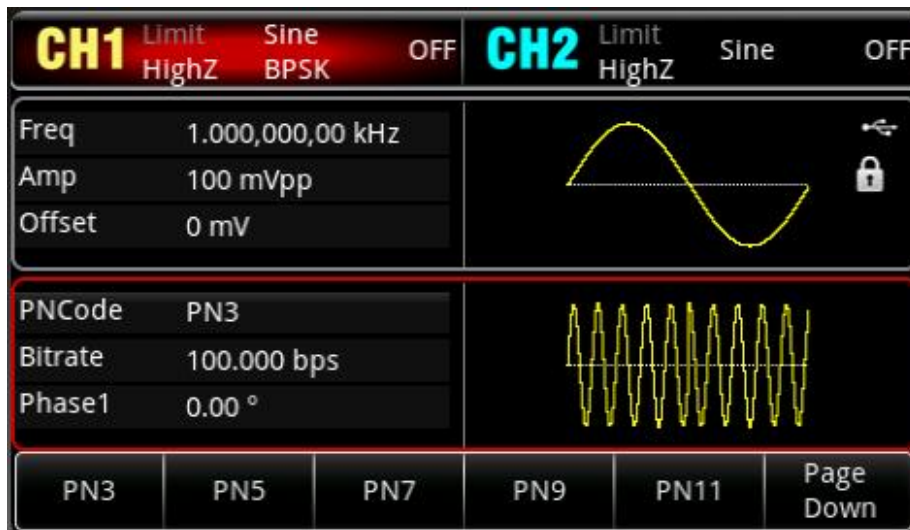 CH1 Limit Sine OFF CH2 Limit Sine OFF
HighZ BPSK HighZ
Freq 1.000,000,00 kHz
Amp 100 mVpp
Offset 0 mV
PNCode PN3
Bitrate 100.000 bps
Phase1 0.00 °
PN3 PN5 PN7 PN9 PN11 Page Down